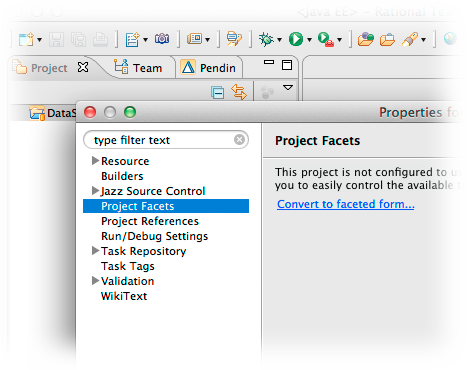 <Java EE> - Rational Tea
Project
Team
Pendin
DataS
Properties fo
type filter text
Resource
Builders
Jazz Source Control
Project Facets
Project References
Run/Debug Settings
Task Repository
Task Tags
Validation
WikiText
Project Facets
This project is not configured to u
you to easily control the available t
Convert to faceted form...